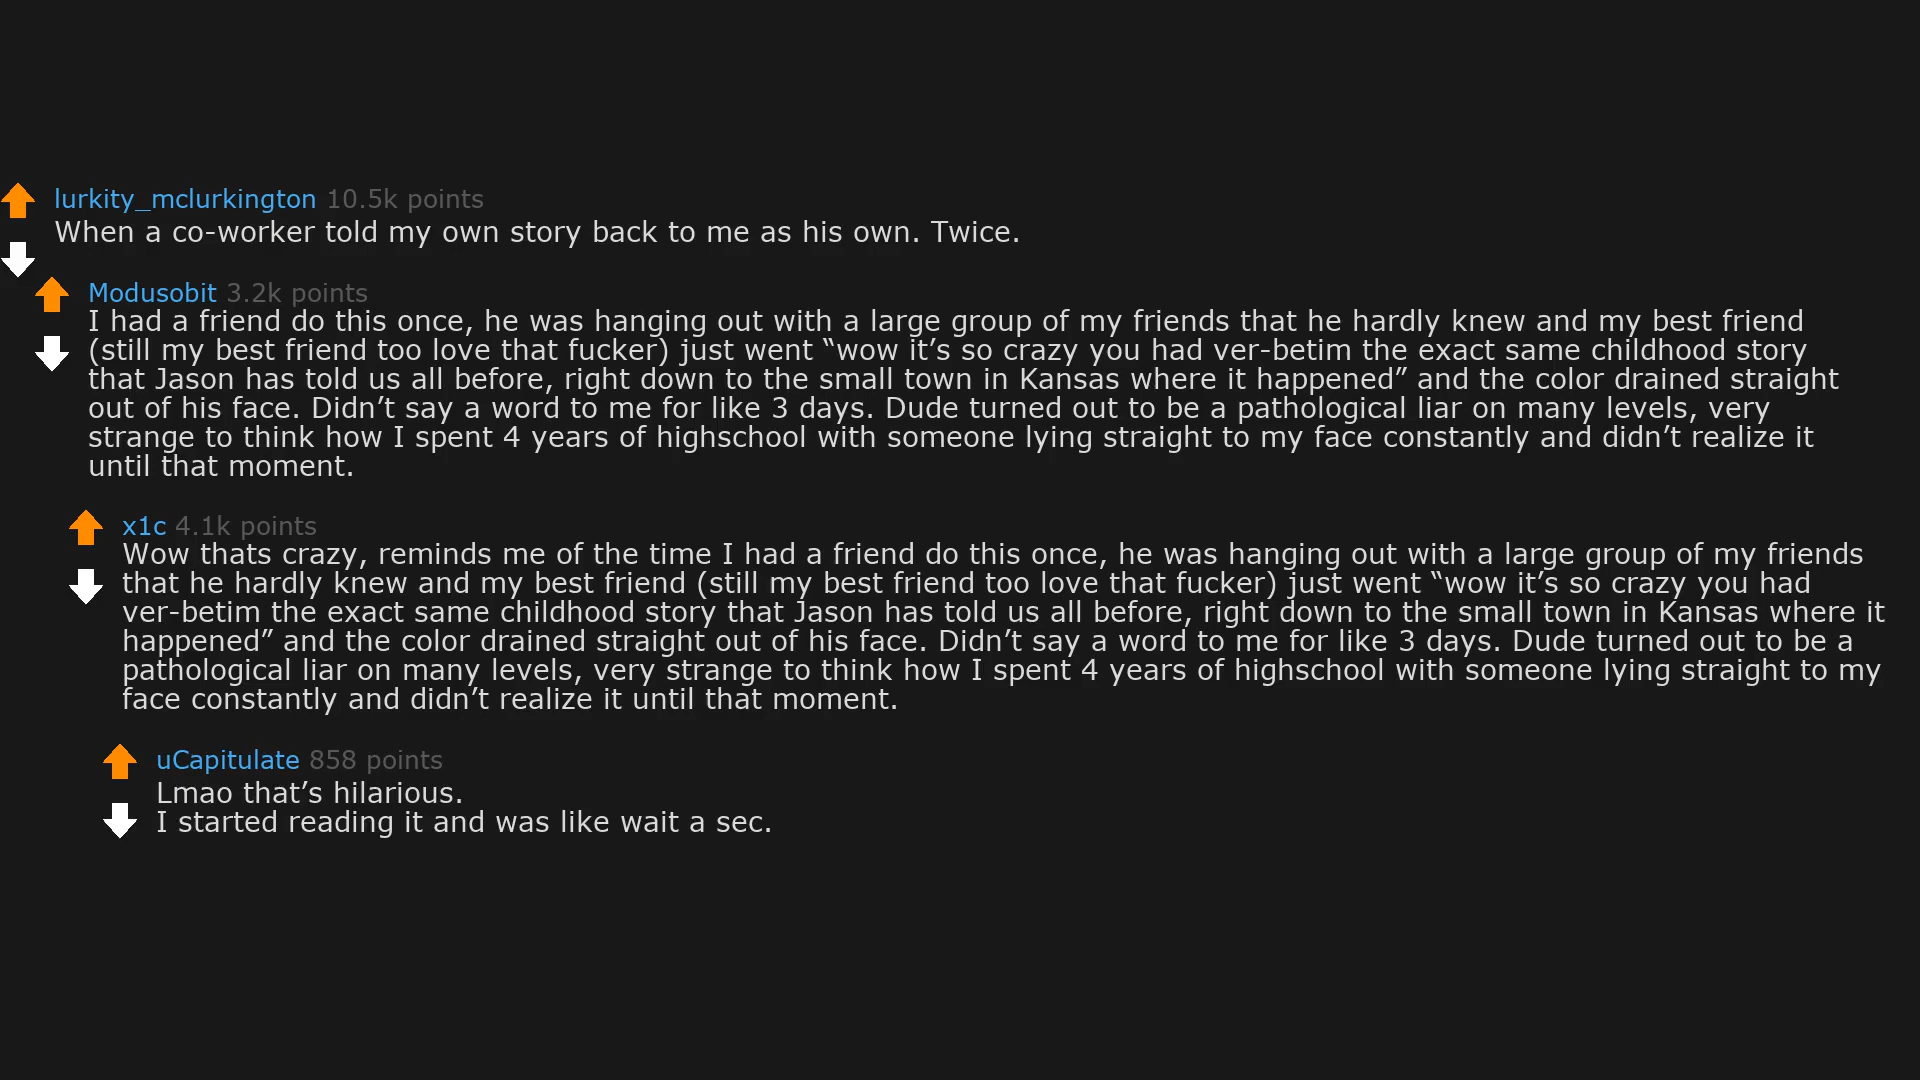 lurkity_mclurkington 10.5k points
When a co-worker told my own story back to me as his own. Twice.
Modusobit 3.2k points
I had a friend do this once, he was hanging out with a large group of my friends that he hardly knew and my best friend
(still my best friend too love that fucker) just went “wow it’s so crazy you had ver-betim the exact same childhood story
that Jason has told us all before, right down to the small town in Kansas where it happened” and the color drained straight
out of his face. Didn’t say a word to me for like 3 days. Dude turned out to be a pathological liar on many levels, very
strange to think how I spent 4 years of highschool with someone lying straight to my face constantly and didn’t realize it
until that moment.
x1c 4.1k points
Wow thats crazy, reminds me of the time I had a friend do this once, he was hanging out with a large group of my friends
that he hardly knew and my best friend (still my best friend too love that fucker) just went “wow it’s so crazy you had
ver-betim the exact same childhood story that Jason has told us all before, right down to the small town in Kansas where it
happened” and the color drained straight out of his face. Didn’t say a word to me for like 3 days. Dude turned out to be a
pathological liar on many levels, very strange to think how I spent 4 years of highschool with someone lying straight to my
face constantly and didn’t realize it until that moment.
uCapitulate 858 points
Lmao that’s hilarious.
I started reading it and was like wait a sec.